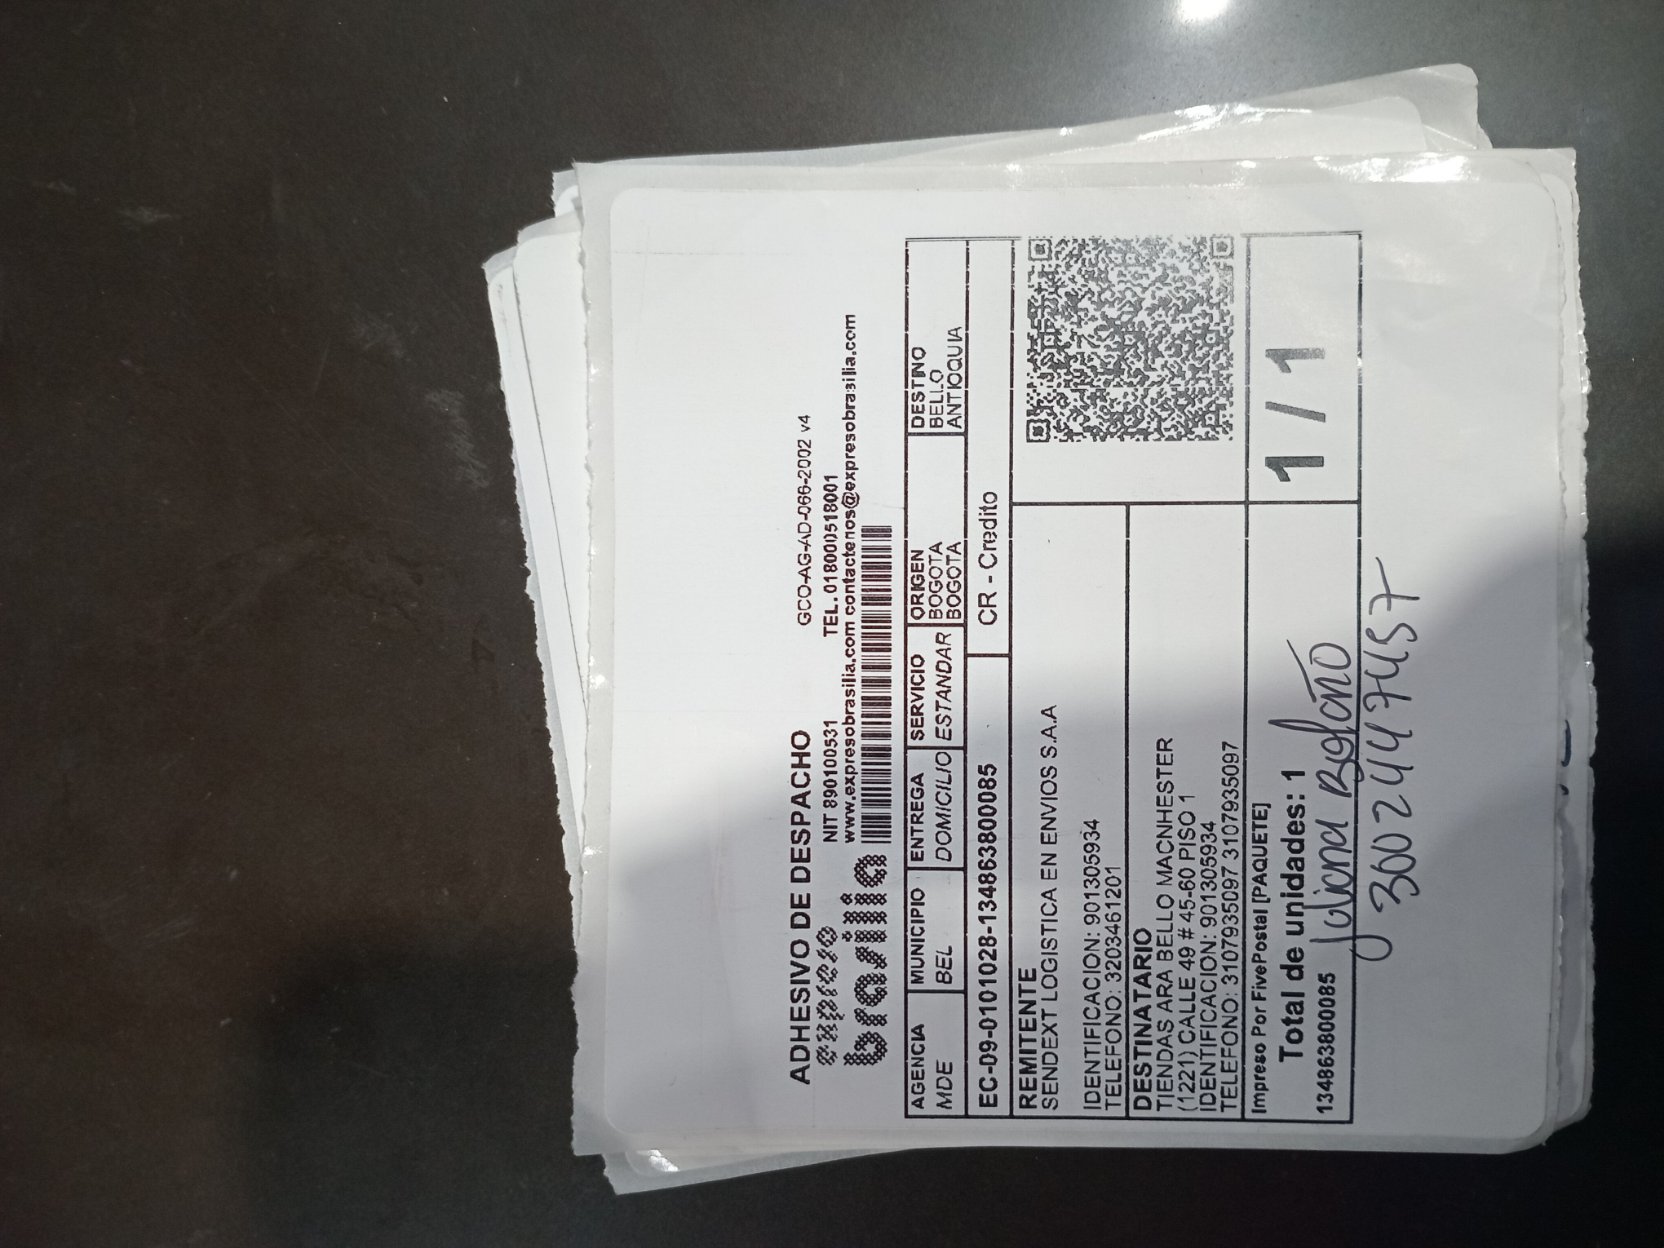 ADHESIVO DE DESPACHO
GCO-AG-AD-066-2002 v4
expreso
brasilia
NIT 890100531 TEL. 018000518001
www.expresobrasilia.com contactenos@expresobrasilia.com
AGENCIA MUNICIPIO ENTREGA SERVICIO ORIGEN DESTINO
MDE BEL DOMICILIO ESTANDAR BOGOTA BELLO
BOGOTA ANTIOQUIA
EC-09-0101028-134863800085 CR - Credito
REMITENTE
SENDEXT LOGISTICA EN ENVIOS S.A.A
IDENTIFICACION: 901305934
TELEFONO: 3203461201
DESTINATARIO
TIENDAS ARA BELLO MACNHESTER
(1221) CALLE 49 # 45-60 PISO 1
IDENTIFICACION: 901305934
TELEFONO: 3107935097 3107935097
Impreso Por FivePostal [PAQUETE]
Total de unidades: 1
134863800085
1 / 1
Juliana Bolaño
3002447457